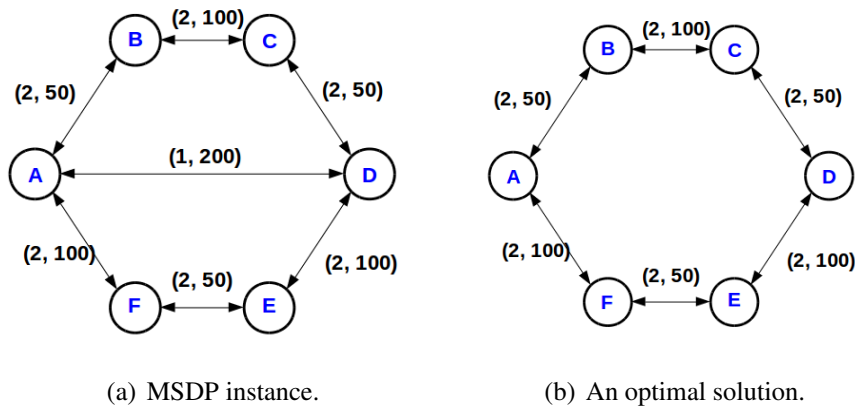 (2, 100)
B
C
(2, 50)
(2, 50)
(1, 200)
A
D
(2, 100)
(2, 50)
(2, 100)
F
E
(a) MSDP instance.
(2, 100)
B
C
(2, 50)
(2, 50)
A
D
(2, 100)
(2, 50)
(2, 100)
F
E
(b) An optimal solution.